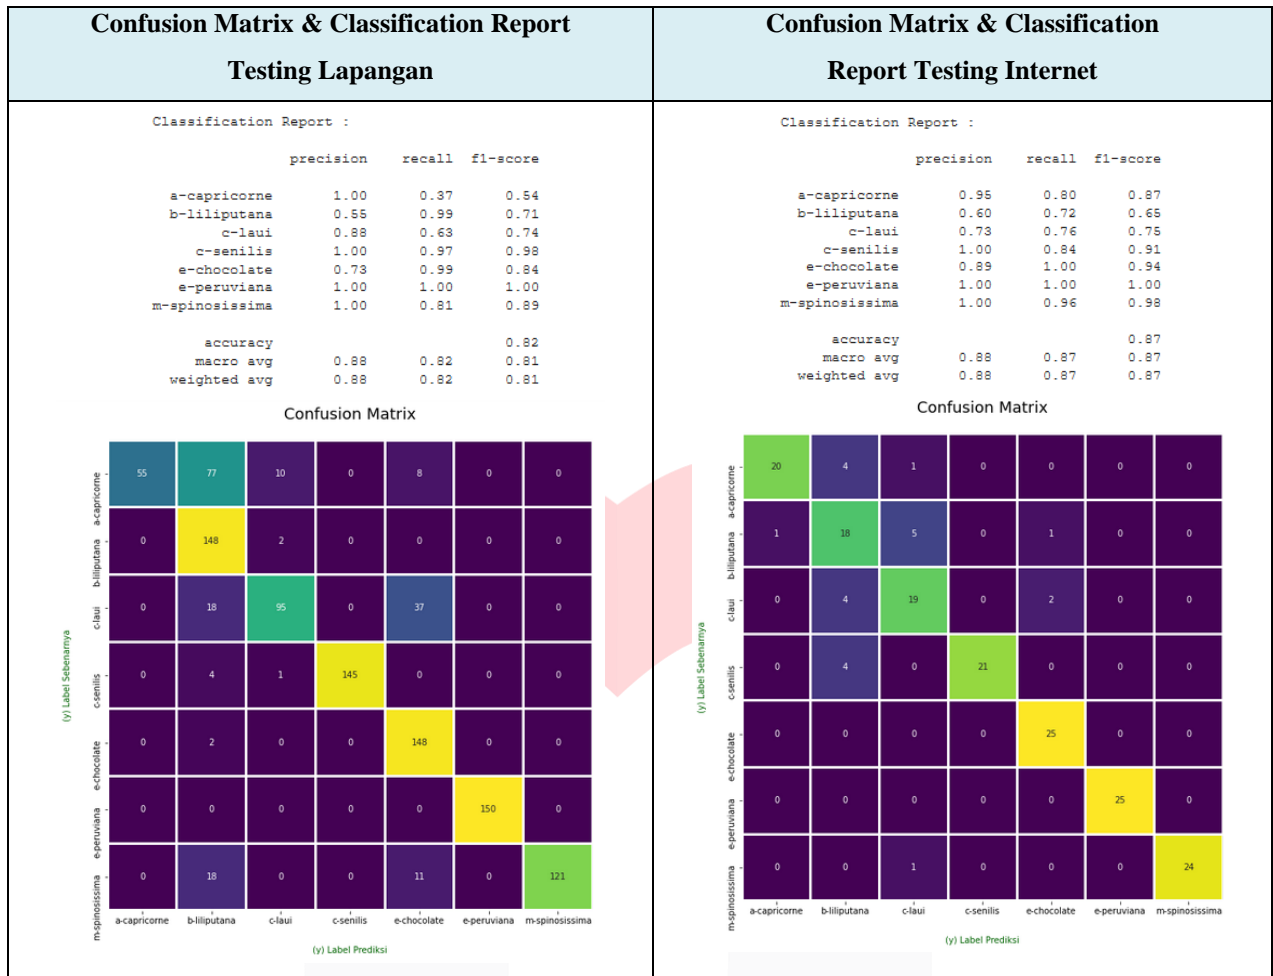 Confusion Matrix & Classification Report
Testing Lapangan
Classification Report :
precision recall f1-score
a-capricorne 1.00 0.37 0.54
b-liliputana 0.55 0.99 0.71
c-laui 0.88 0.63 0.74
c-senilis 1.00 0.97 0.98
e-chocolate 0.73 0.99 0.84
e-peruviana 1.00 1.00 1.00
m-spinosissima 1.00 0.81 0.89
accuracy 0.82
macro avg 0.88 0.82 0.81
weighted avg 0.88 0.82 0.81
Confusion Matrix
(y) Label Sebenarnya
a-capricorne 55 77 10 0 8 0 0
b-liliputana 0 148 2 0 0 0 0
c-laui 0 18 95 0 37 0 0
c-senilis 0 4 1 145 0 0 0
e-chocolate 0 2 0 0 148 0 0
e-peruviana 0 0 0 0 0 150 0
m-spinosissima 0 18 0 0 11 0 121
a-capricorne b-liliputana c-laui c-senilis e-chocolate e-peruviana m-spinosissima
(y) Label Prediksi
Confusion Matrix & Classification
Report Testing Internet
Classification Report :
precision recall f1-score
a-capricorne 0.95 0.80 0.87
b-liliputana 0.60 0.72 0.65
c-laui 0.73 0.76 0.75
c-senilis 1.00 0.84 0.91
e-chocolate 0.89 1.00 0.94
e-peruviana 1.00 1.00 1.00
m-spinosissima 1.00 0.96 0.98
accuracy 0.87
macro avg 0.88 0.87 0.87
weighted avg 0.88 0.87 0.87
Confusion Matrix
(y) Label Sebenarnya
a-capricorne 20 4 1 0 0 0 0
b-liliputana 1 18 5 0 1 0 0
c-laui 0 4 19 0 2 0 0
c-senilis 0 4 0 21 0 0 0
e-chocolate 0 0 0 0 25 0 0
e-peruviana 0 0 0 0 0 25 0
m-spinosissima 0 0 1 0 0 0 24
a-capricorne b-liliputana c-laui c-senilis e-chocolate e-peruviana m-spinosissima
(y) Label Prediksi